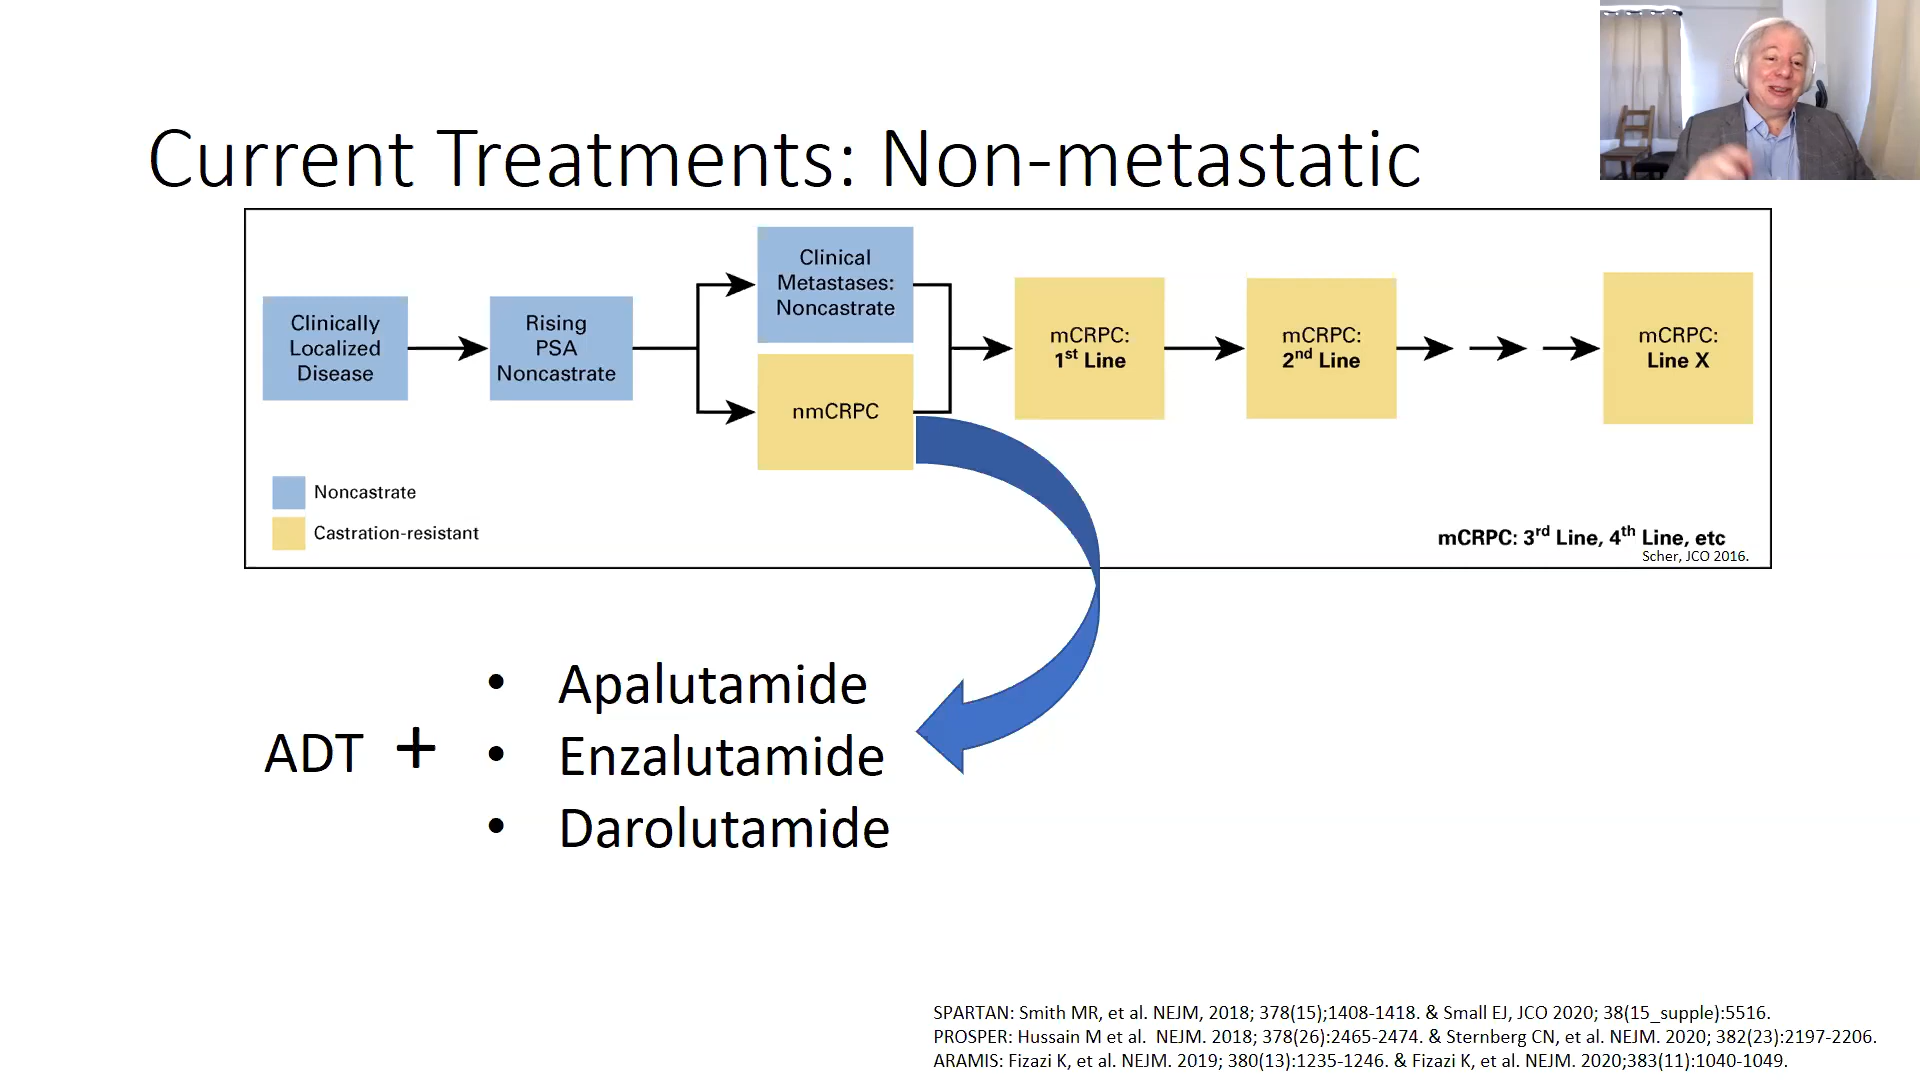 Current Treatments: Non-metastatic
Clinically
Localized
Disease
Rising
PSA
Noncastrate
Clinical
Metastases:
Noncastrate
nmCRPC
mCRPC:
1st Line
mCRPC:
2nd Line
mCRPC:
Line X
Noncastrate
Castration-resistant
mCRPC: 3rd Line, 4th Line, etc
Scher, JCO 2016.
ADT +
• Apalutamide
• Enzalutamide
• Darolutamide
SPARTAN: Smith MR, et al. NEJM, 2018; 378(15);1408-1418. & Small EJ, JCO 2020; 38(15_supple):5516.
PROSPER: Hussain M et al. NEJM. 2018; 378(26):2465-2474. & Sternberg CN, et al. NEJM. 2020; 382(23):2197-2206.
ARAMIS: Fizazi K, et al. NEJM. 2019; 380(13):1235-1246. & Fizazi K, et al. NEJM. 2020;383(11):1040-1049.